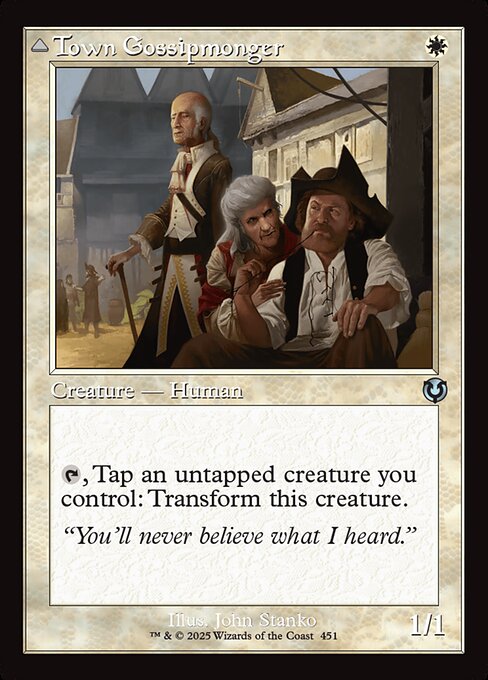 Town Gossipmonger
Creature — Human
, Tap an untapped creature you
control: Transform this creature.
“You’ll never believe what I heard.”
Illus. John Stanko
1/1
™ & © 2025 Wizards of the Coast 451